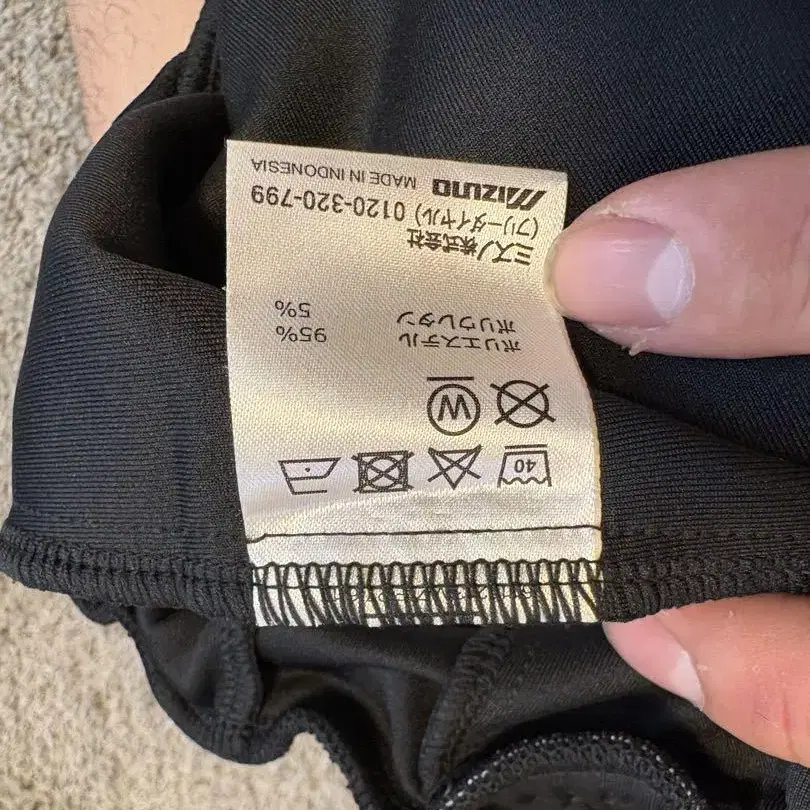 40
W
ポリエステル 95%
ポリウレタン 5%
ミズノ株式会社
(フリーダイヤル) 0120-320-799
MIZUNO MADE IN INDONESIA